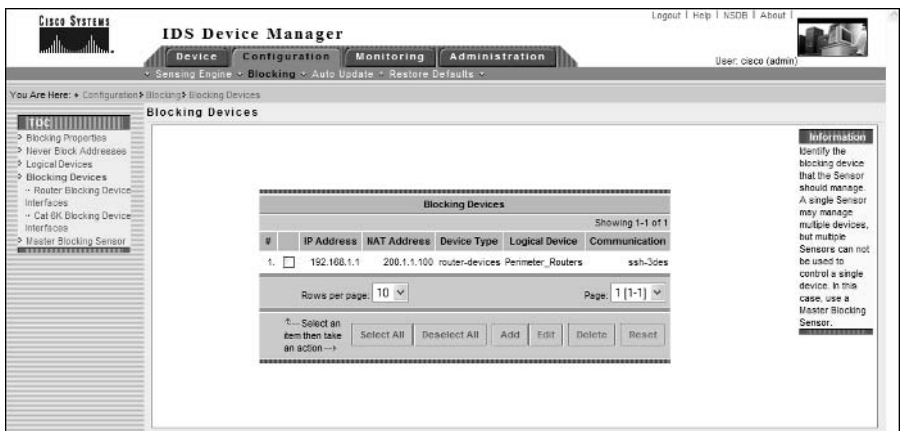 CISCO SYSTEMS
Logout | Help | NSDB | About |
IDS Device Manager
Device Configuration Monitoring Administration
User: cisco (admin)
Sensing Engine Blocking Auto Update Restore Defaults
You Are Here: Configuration > Blocking > Blocking Devices
Blocking Devices
TOC
Blocking Properties
Never Block Addresses
Logical Devices
Blocking Devices
Router Blocking Device
Interfaces
Cat 6K Blocking Device
Interfaces
Master Blocking Sensor
Blocking Devices
Showing 1-1 of 1
# IP Address NAT Address Device Type Logical Device Communication
1. 192.168.1.1 200.1.1.100 router-devices Perimeter_Routers ssh-3des
Rows per page: 10 Page: 1 [1-1]
Select an
item then take
an action
Select All Deselect All Add Edit Delete Reset
Information
Identify the
blocking device
that the Sensor
should manage.
A single Sensor
may manage
multiple devices,
but multiple
Sensors can not
be used to
control a single
device. In this
case, use a
Master Blocking
Sensor.